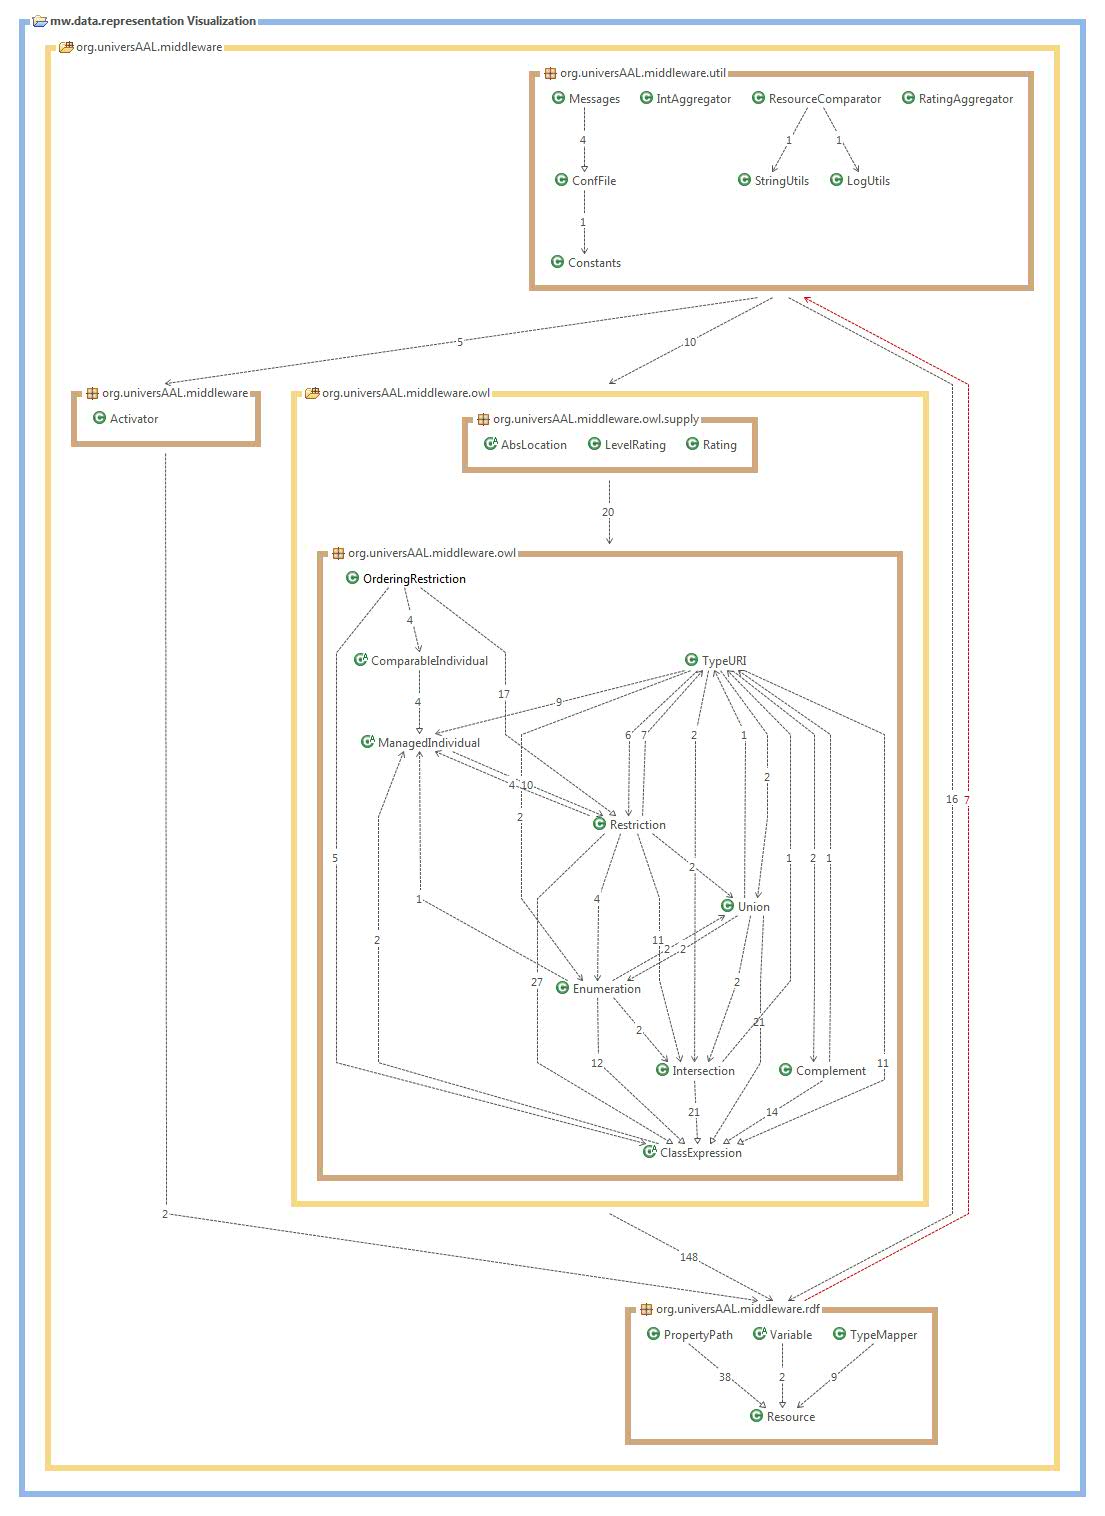 mw.data.representation Visualization
org.universAAL.middleware
org.universAAL.middleware.util
Messages IntAggregator ResourceComparator RatingAggregator
4 1 1
ConfFile StringUtils LogUtils
1
Constants
5 10
org.universAAL.middleware org.universAAL.middleware.owl
Activator
org.universAAL.middleware.owl.supply
AbsLocation LevelRating Rating
20
org.universAAL.middleware.owl
OrderingRestriction
4
ComparableIndividual TypeURI
4 17 9
6 7 2 1
ManagedIndividual
2
4 10
16 7
2
Restriction
5 2 1 2 1
1 4
Union
2 11 2 2
27 2
Enumeration
21
2
12 11
Intersection Complement
21 14
ClassExpression
2
148
org.universAAL.middleware.rdf
PropertyPath Variable TypeMapper
38 2 9
Resource